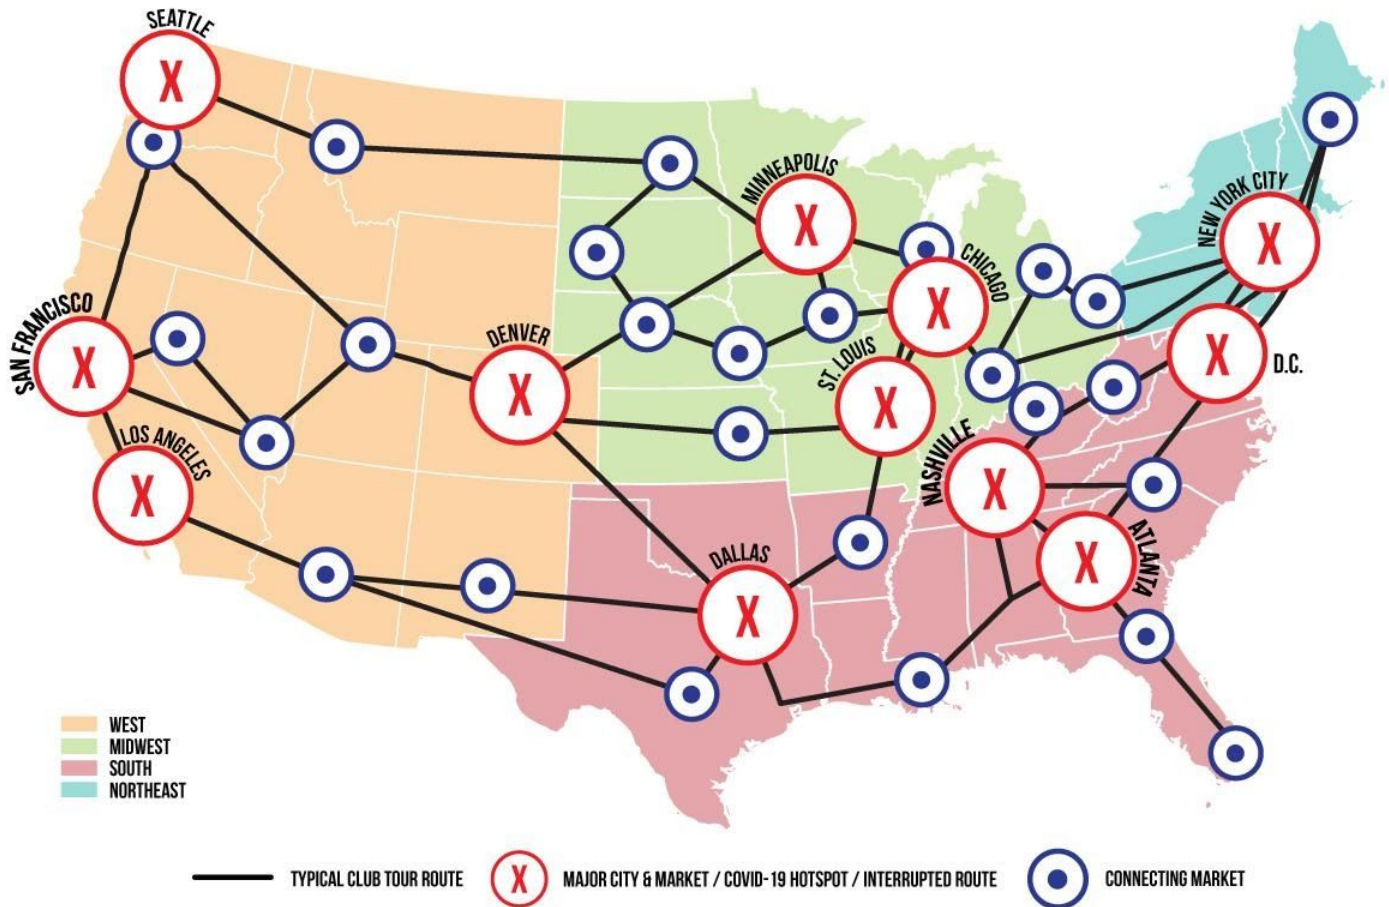 SEATTLE
X
MINNEAPOLIS
X
NEW YORK CITY
X
CHICAGO
X
SAN FRANCISCO
X
DENVER
X
ST. LOUIS
X
D.C.
X
LOS ANGELES
X
NASHVILLE
X
ATLANTA
X
DALLAS
X
WEST
MIDWEST
SOUTH
NORTHEAST
TYPICAL CLUB TOUR ROUTE
X
MAJOR CITY & MARKET / COVID-19 HOTSPOT / INTERRUPTED ROUTE
CONNECTING MARKET